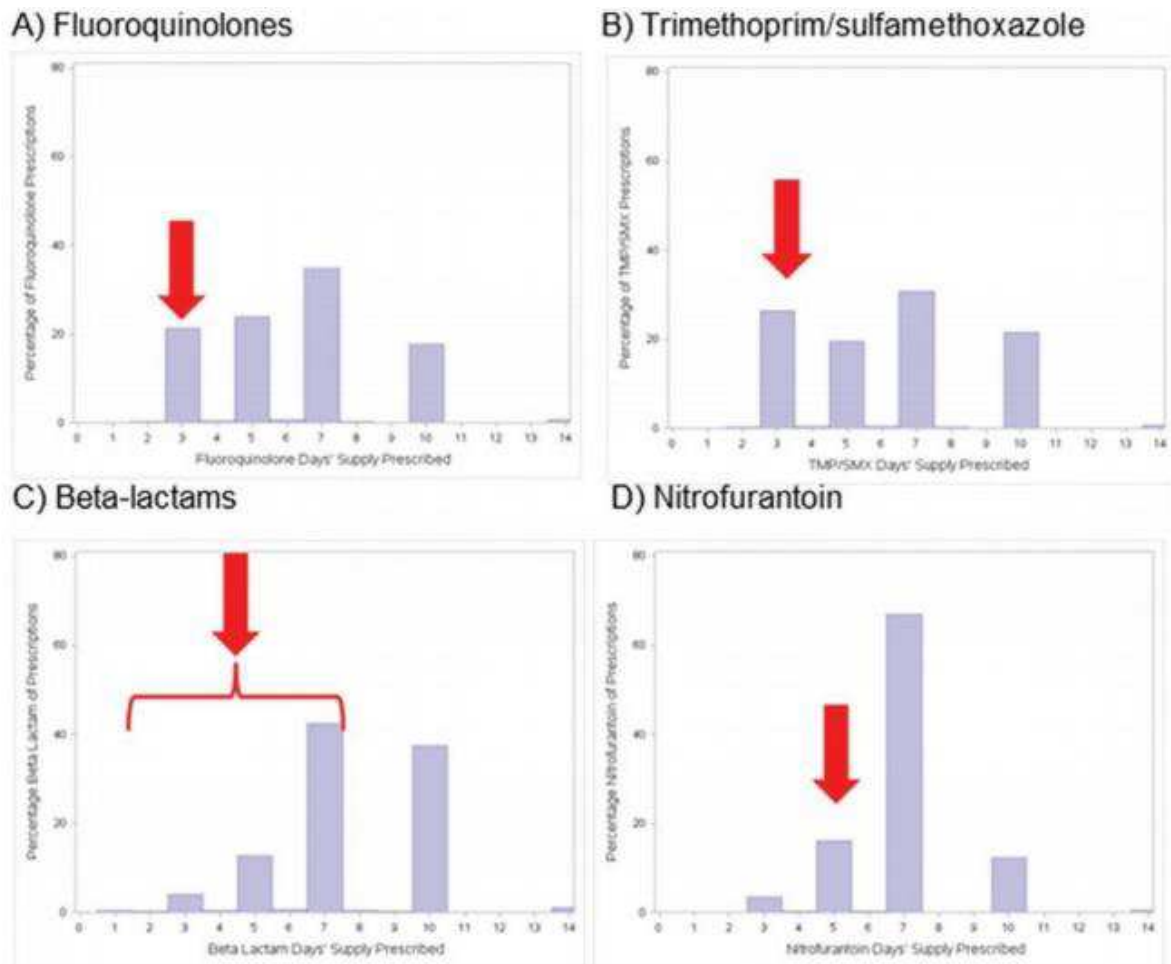 A) Fluoroquinolones
80
60
40
20
0
Percentage of Fluoroquinolone Prescriptions
0 1 2 3 4 5 6 7 8 9 10 11 12 13 14
Fluoroquinolone Days' Supply Prescribed
B) Trimethoprim/sulfamethoxazole
80
60
40
20
0
Percentage of TMP/SMX Prescriptions
0 1 2 3 4 5 6 7 8 9 10 11 12 13 14
TMP/SMX Days' Supply Prescribed
C) Beta-lactams
80
60
40
20
0
Percentage Beta Lactam of Prescriptions
0 1 2 3 4 5 6 7 8 9 10 11 12 13 14
Beta Lactam Days' Supply Prescribed
D) Nitrofurantoin
80
60
40
20
0
Percentage Nitrofurantoin of Prescriptions
0 1 2 3 4 5 6 7 8 9 10 11 12 13 14
Nitrofurantoin Days' Supply Prescribed